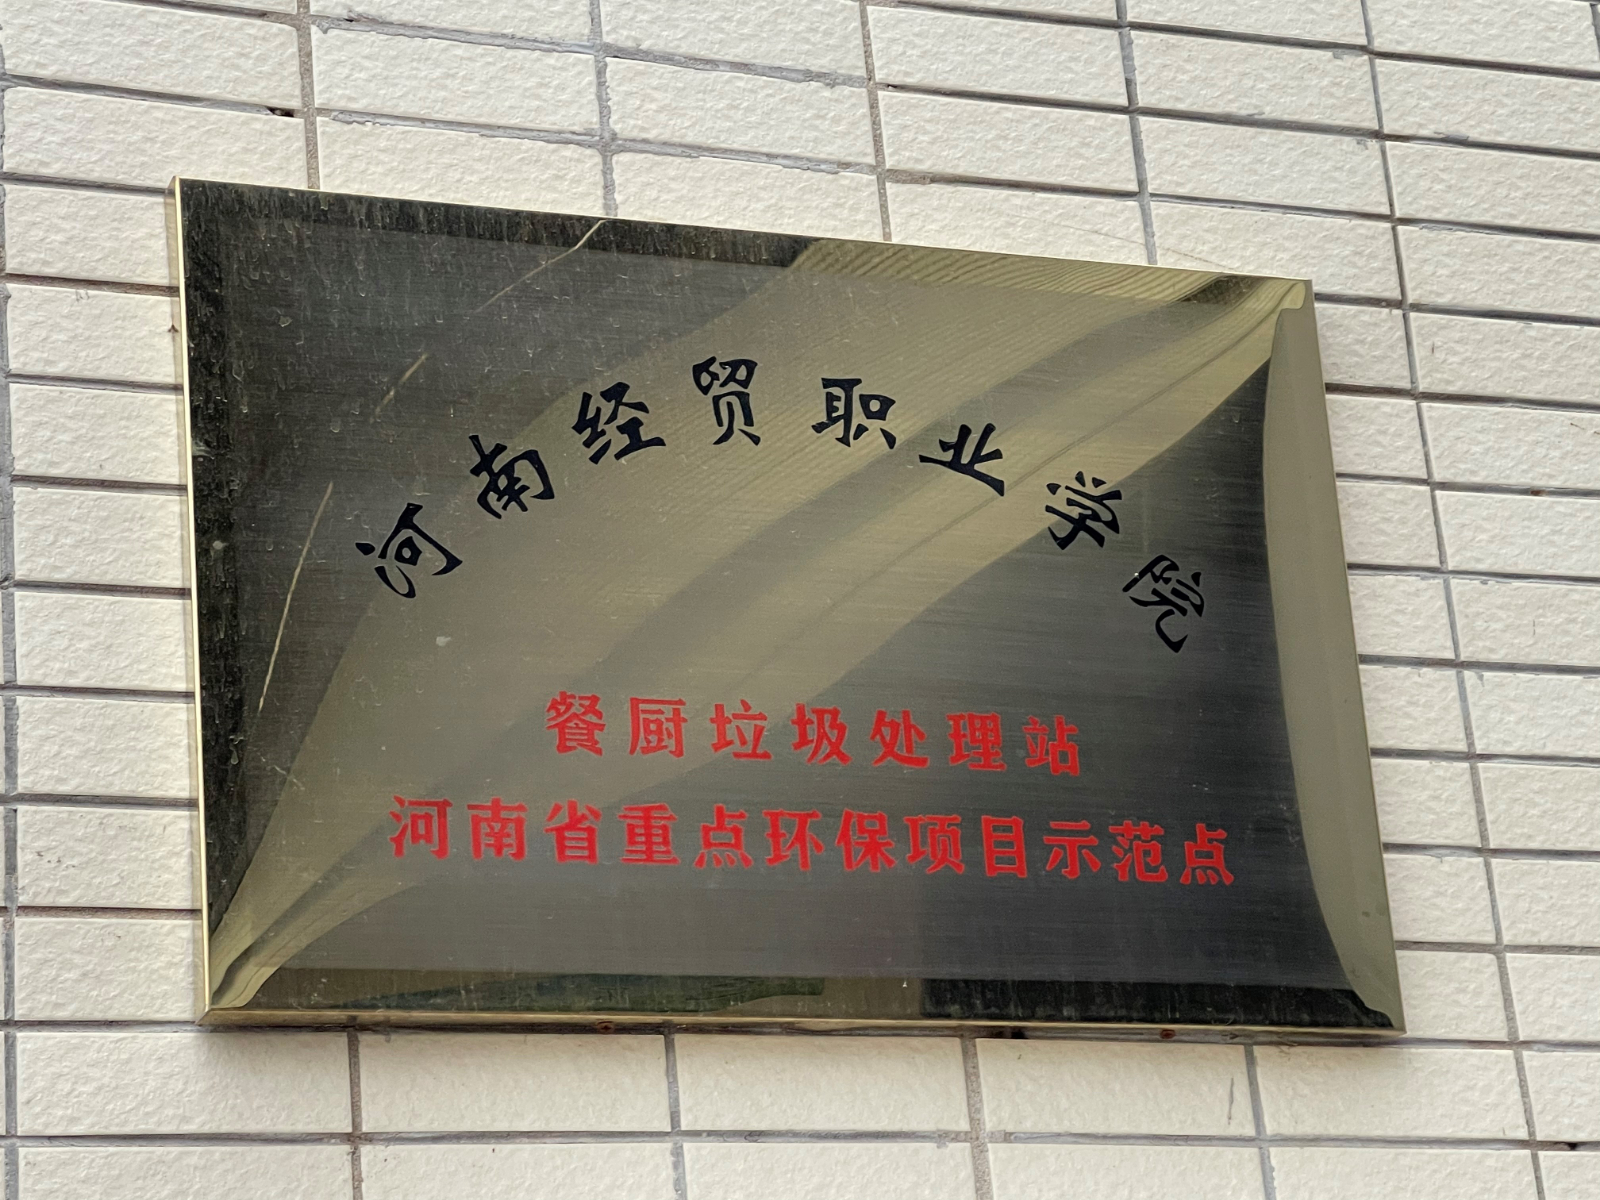 河南经贸职业学院
餐厨垃圾处理站
河南省重点环保项目示范点